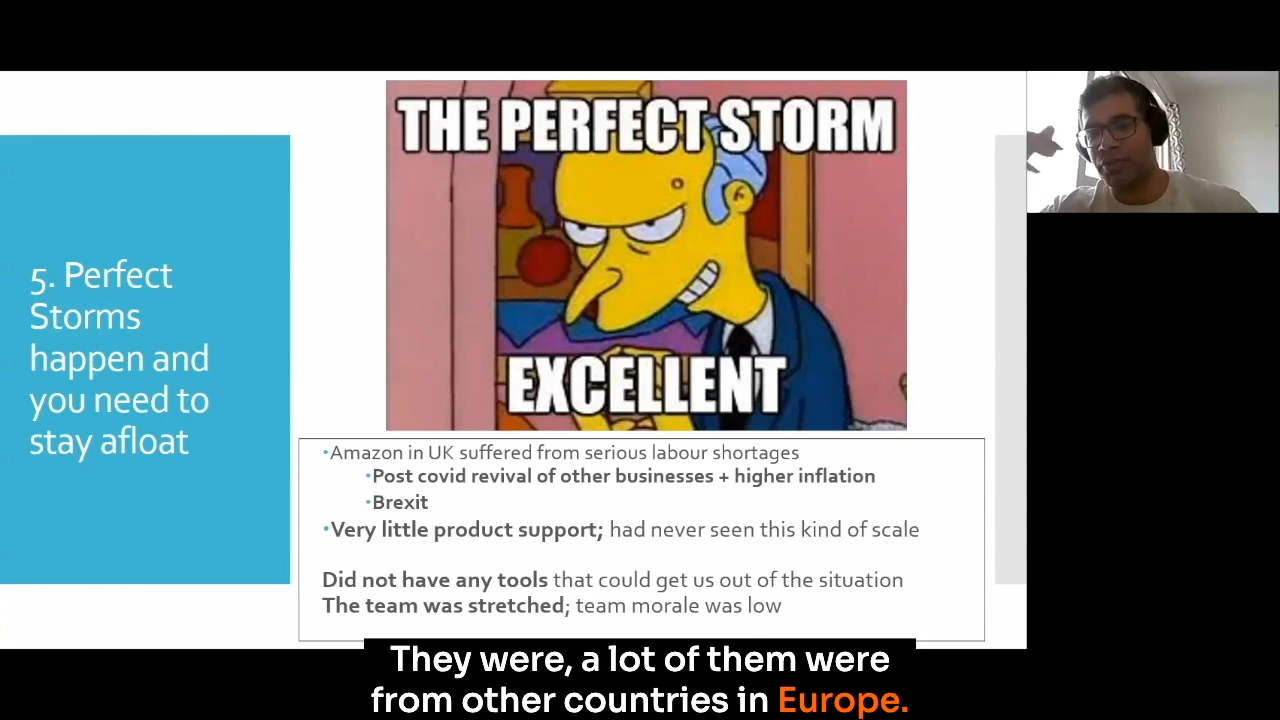 THE PERFECT STORM
EXCELLENT
5. Perfect
Storms
happen and
you need to
stay afloat
•Amazon in UK suffered from serious labour shortages
•Post covid revival of other businesses + higher inflation
•Brexit
•Very little product support; had never seen this kind of scale
Did not have any tools that could get us out of the situation
The team was stretched; team morale was low
They were, a lot of them were
from other countries in Europe.